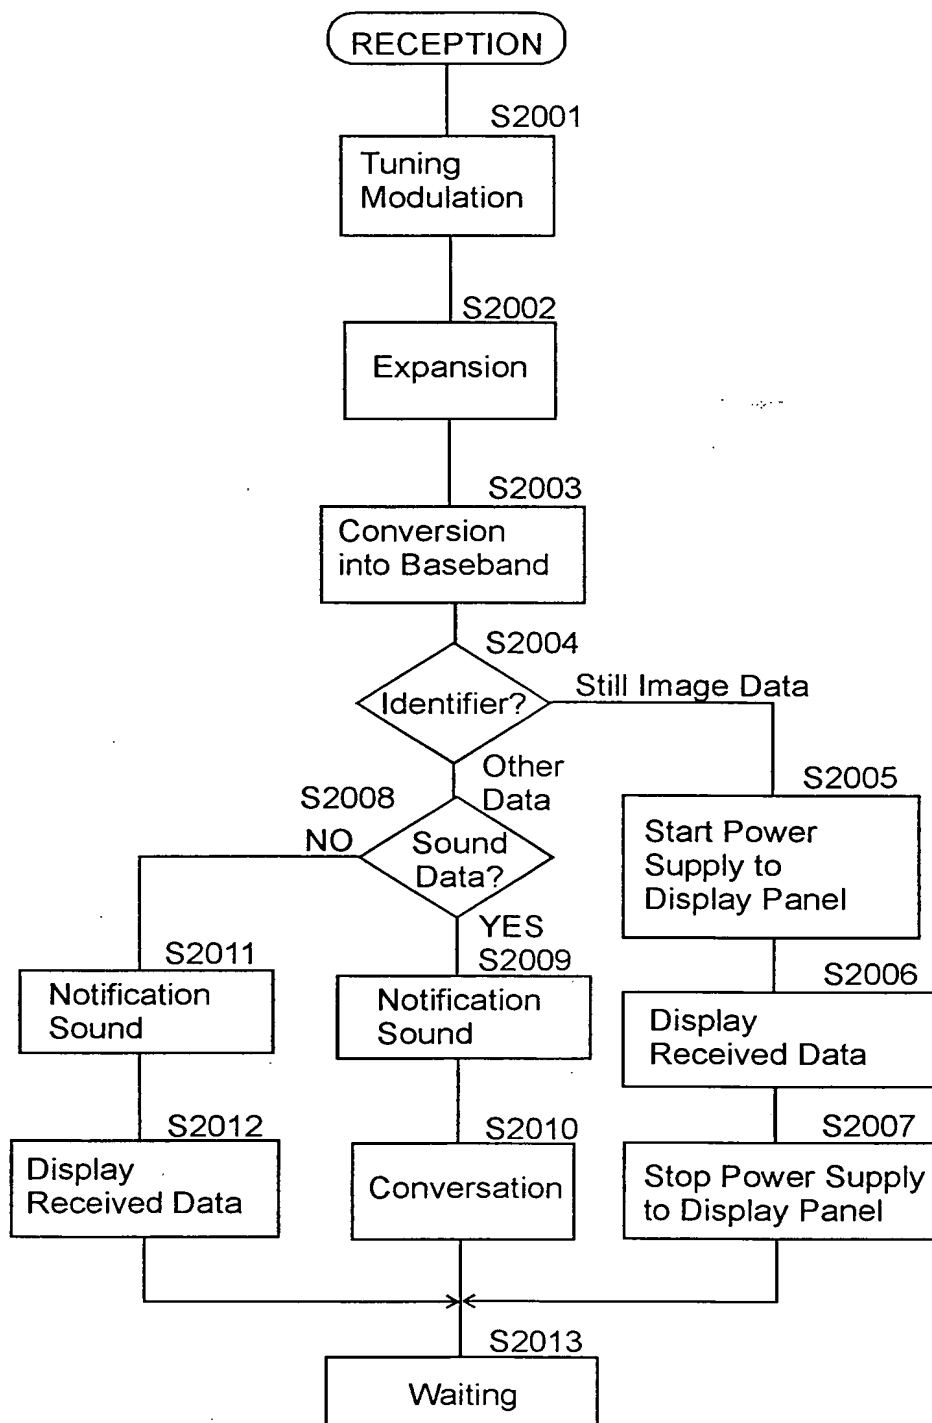 RECEPTION
S2001
Tuning
Modulation
S2002
Expansion
S2003
Conversion
into Baseband
S2004
Identifier?
Still Image Data
Other
Data
S2005
Start Power
Supply to
Display Panel
S2006
Display
Received Data
S2007
Stop Power Supply
to Display Panel
S2008
Sound
Data?
NO
YES
S2009
Notification
Sound
S2010
Conversation
S2011
Notification
Sound
S2012
Display
Received Data
S2013
Waiting